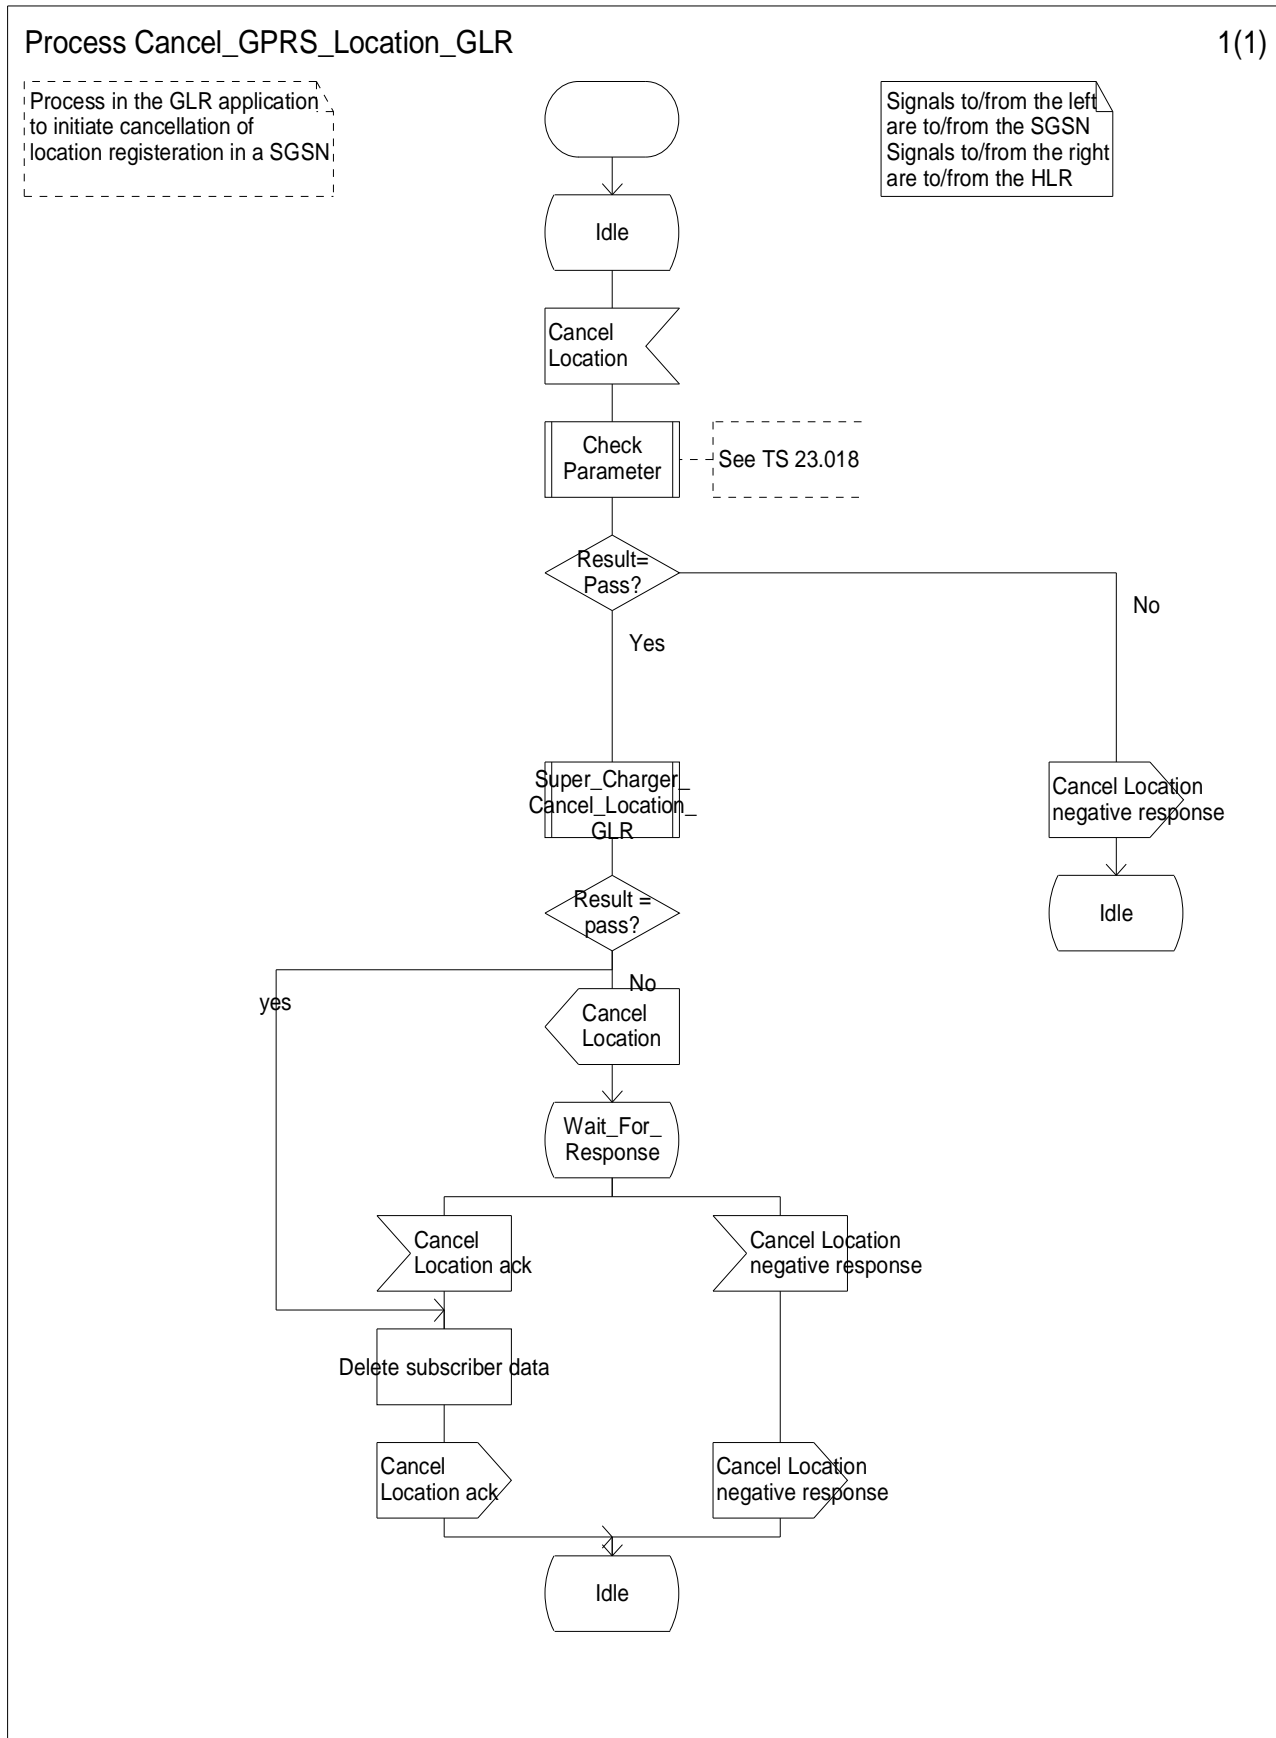 Process Cancel_GPRS_Location_GLR
1(1)
Process in the GLR application
to initiate cancellation of
location registeration in a SGSN
Signals to/from the left
are to/from the SGSN
Signals to/from the right
are to/from the HLR
Idle
Cancel
Location
Check
Parameter
See TS 23.018
Result=
Pass?
No
Yes
Super_Charger_
Cancel_Location_
GLR
Cancel Location
negative response
Result =
pass?
Idle
No
yes
Cancel
Location
Wait_For_
Response
Cancel
Location ack
Cancel Location
negative response
Delete subscriber data
Cancel
Location ack
Cancel Location
negative response
Idle